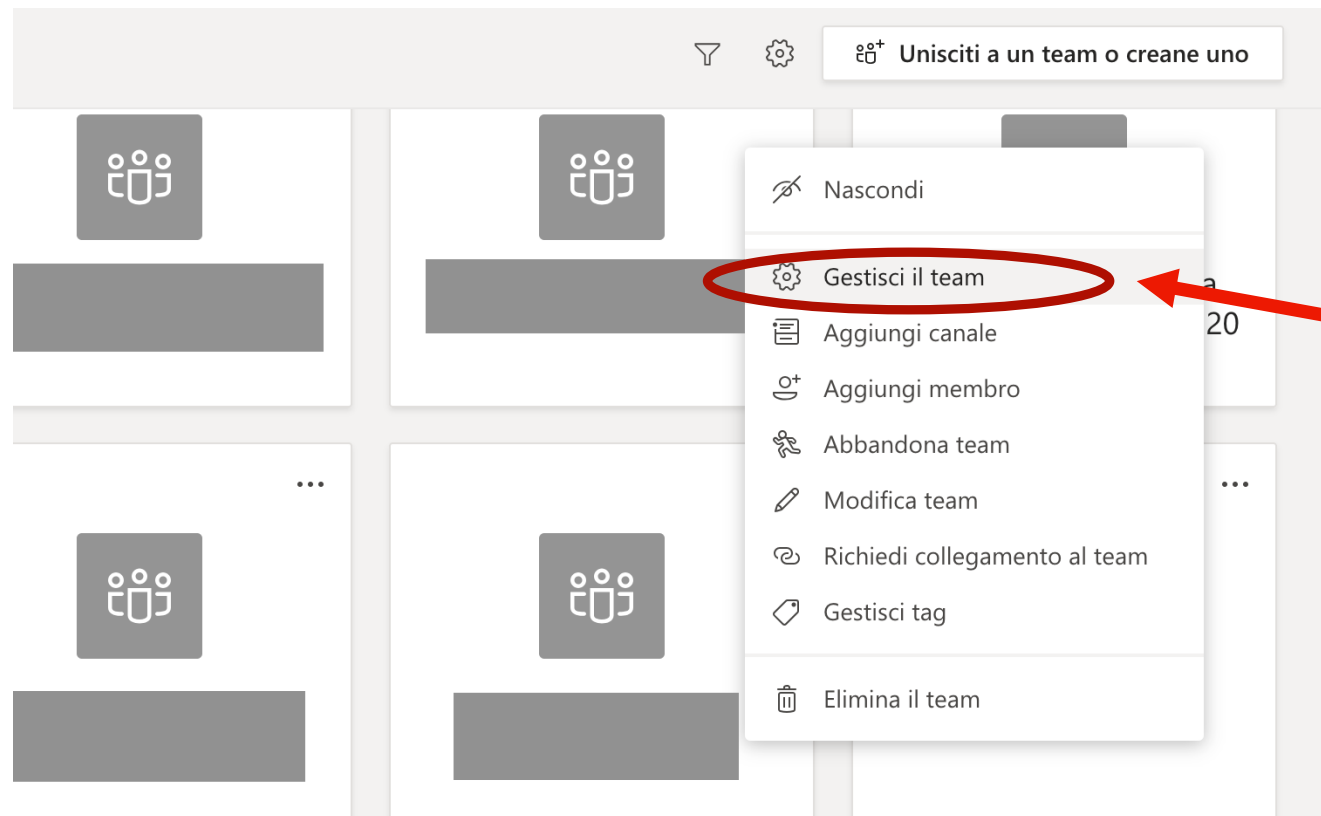 Unisciti a un team o creane uno
Nascondi
Gestisci il team
a
Aggiungi canale
20
Aggiungi membro
Abbandona team
Modifica team
Richiedi collegamento al team
Gestisci tag
Elimina il team